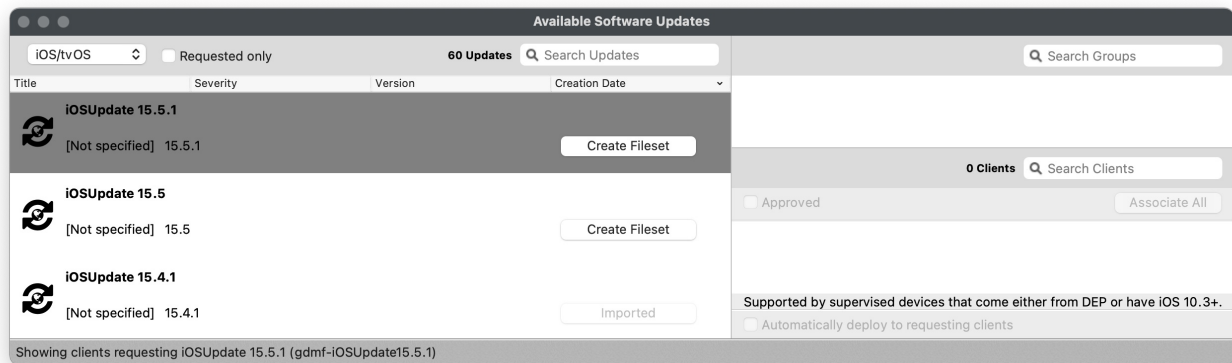 Available Software Updates
iOS/tvOS
Requested only
60 Updates
Search Updates
Search Groups
Title Severity Version Creation Date
iOSUpdate 15.5.1
[Not specified] 15.5.1
Create Fileset
iOSUpdate 15.5
[Not specified] 15.5
Create Fileset
iOSUpdate 15.4.1
[Not specified] 15.4.1
Imported
0 Clients
Search Clients
Approved
Associate All
Supported by supervised devices that come either from DEP or have iOS 10.3+.
Automatically deploy to requesting clients
Showing clients requesting iOSUpdate 15.5.1 (gdmf-iOSUpdate15.5.1)